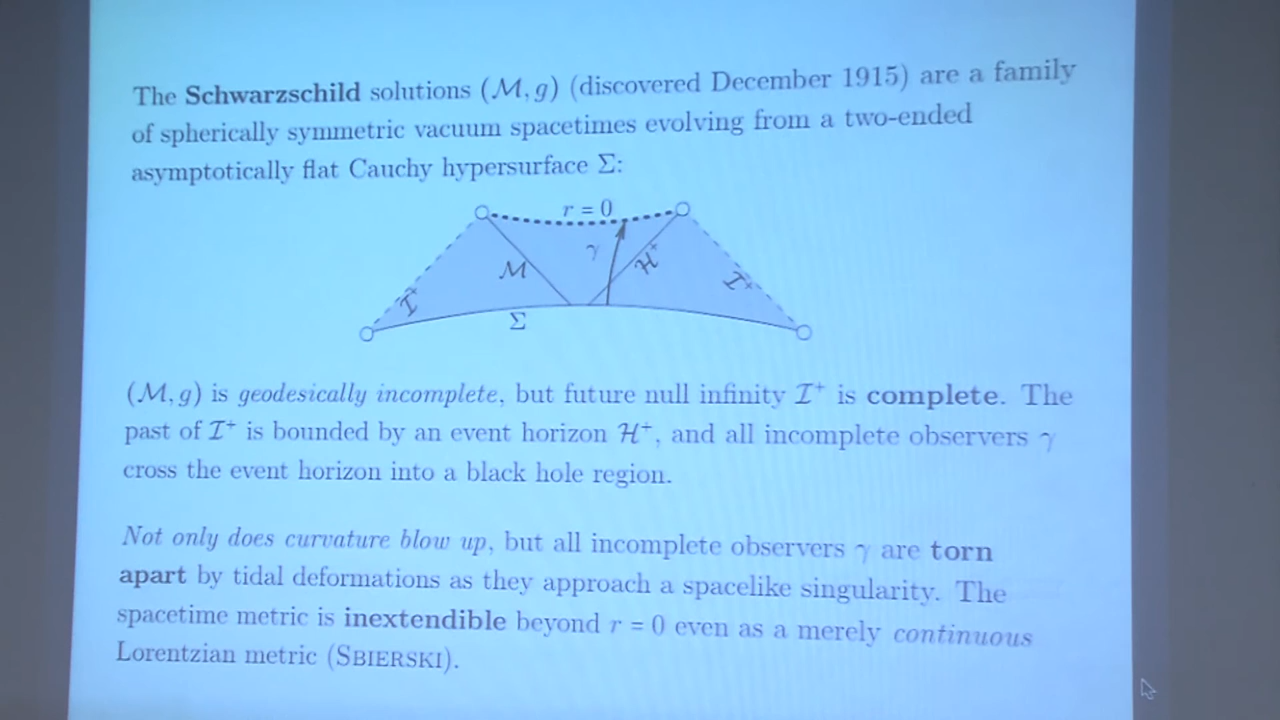 The Schwarzschild solutions (M, g) (discovered December 1915) are a family
of spherically symmetric vacuum spacetimes evolving from a two-ended
asymptotically flat Cauchy hypersurface Σ:
r = 0
γ
M
H⁺
I⁺
I⁺
Σ
(M, g) is geodesically incomplete, but future null infinity I⁺ is complete. The
past of I⁺ is bounded by an event horizon H⁺, and all incomplete observers γ
cross the event horizon into a black hole region.
Not only does curvature blow up, but all incomplete observers γ are torn
apart by tidal deformations as they approach a spacelike singularity. The
spacetime metric is inextendible beyond r = 0 even as a merely continuous
Lorentzian metric (SBIERSKI).